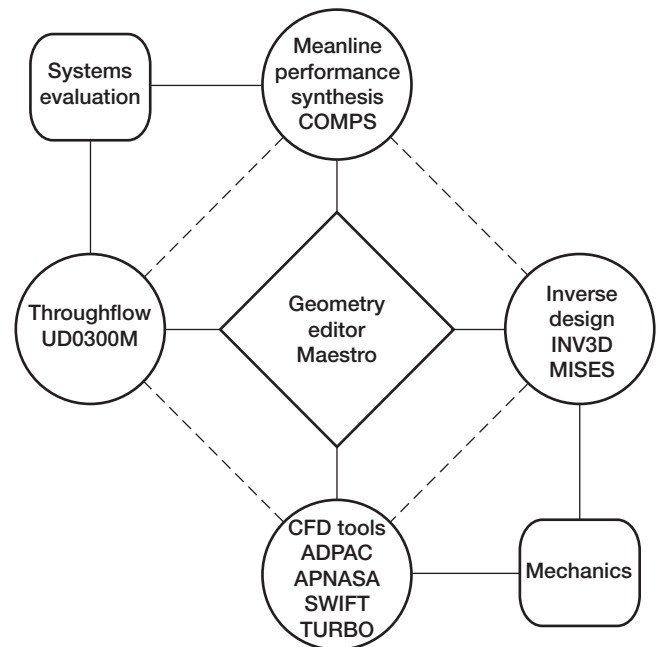 Meanline
performance
synthesis
COMPS
Systems
evaluation
Throughflow
UD0300M
Geometry
editor
Maestro
Inverse
design
INV3D
MISES
CFD tools
ADPAC
APNASA
SWIFT
TURBO
Mechanics